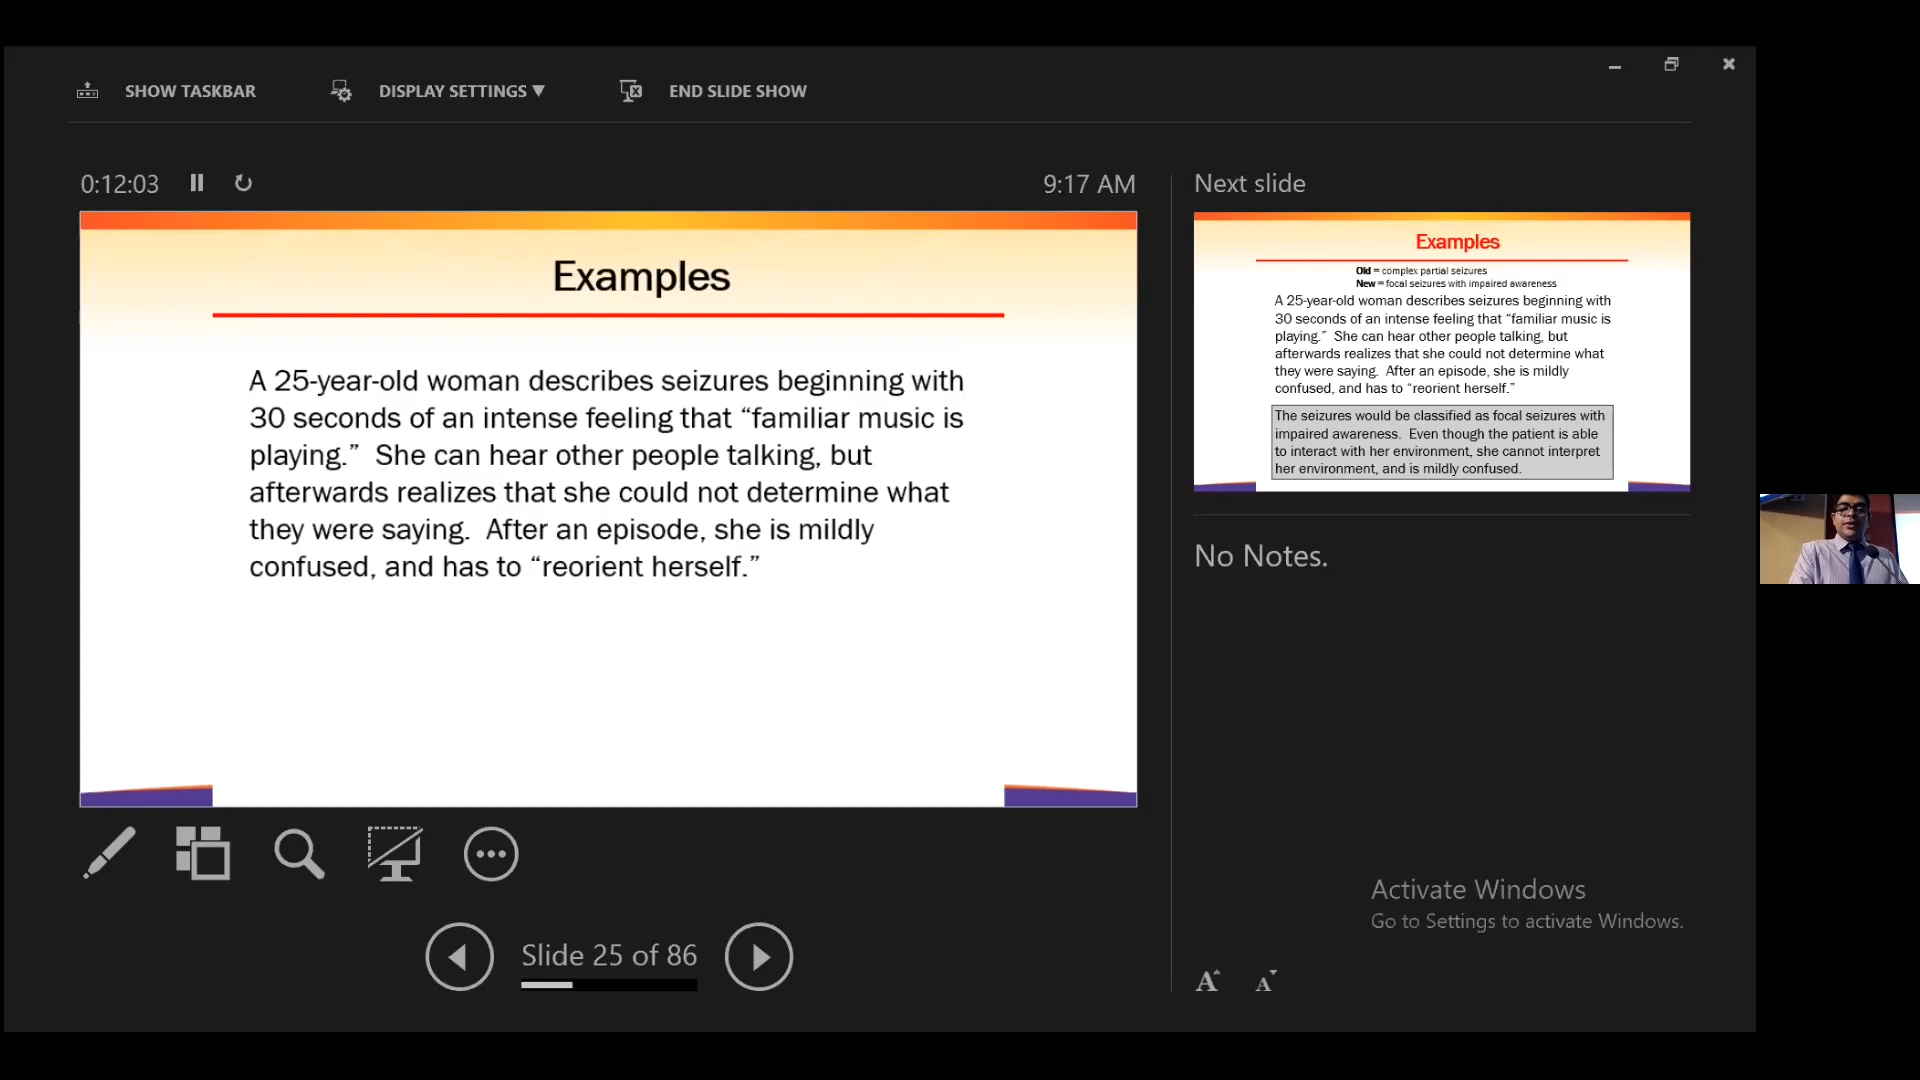 SHOW TASKBAR
DISPLAY SETTINGS ▼
END SLIDE SHOW
0:12:03
9:17 AM
Examples
A 25-year-old woman describes seizures beginning with
30 seconds of an intense feeling that “familiar music is
playing.”  She can hear other people talking, but
afterwards realizes that she could not determine what
they were saying.  After an episode, she is mildly
confused, and has to “reorient herself.”
Slide 25 of 86
Next slide
Examples
Old = complex partial seizures
New = focal seizures with impaired awareness
A 25-year-old woman describes seizures beginning with
30 seconds of an intense feeling that “familiar music is
playing.”  She can hear other people talking, but
afterwards realizes that she could not determine what
they were saying.  After an episode, she is mildly
confused, and has to “reorient herself.”
The seizures would be classified as focal seizures with
impaired awareness.  Even though the patient is able
to interact with her environment, she cannot interpret
her environment, and is mildly confused.
No Notes.
Activate Windows
Go to Settings to activate Windows.
A A